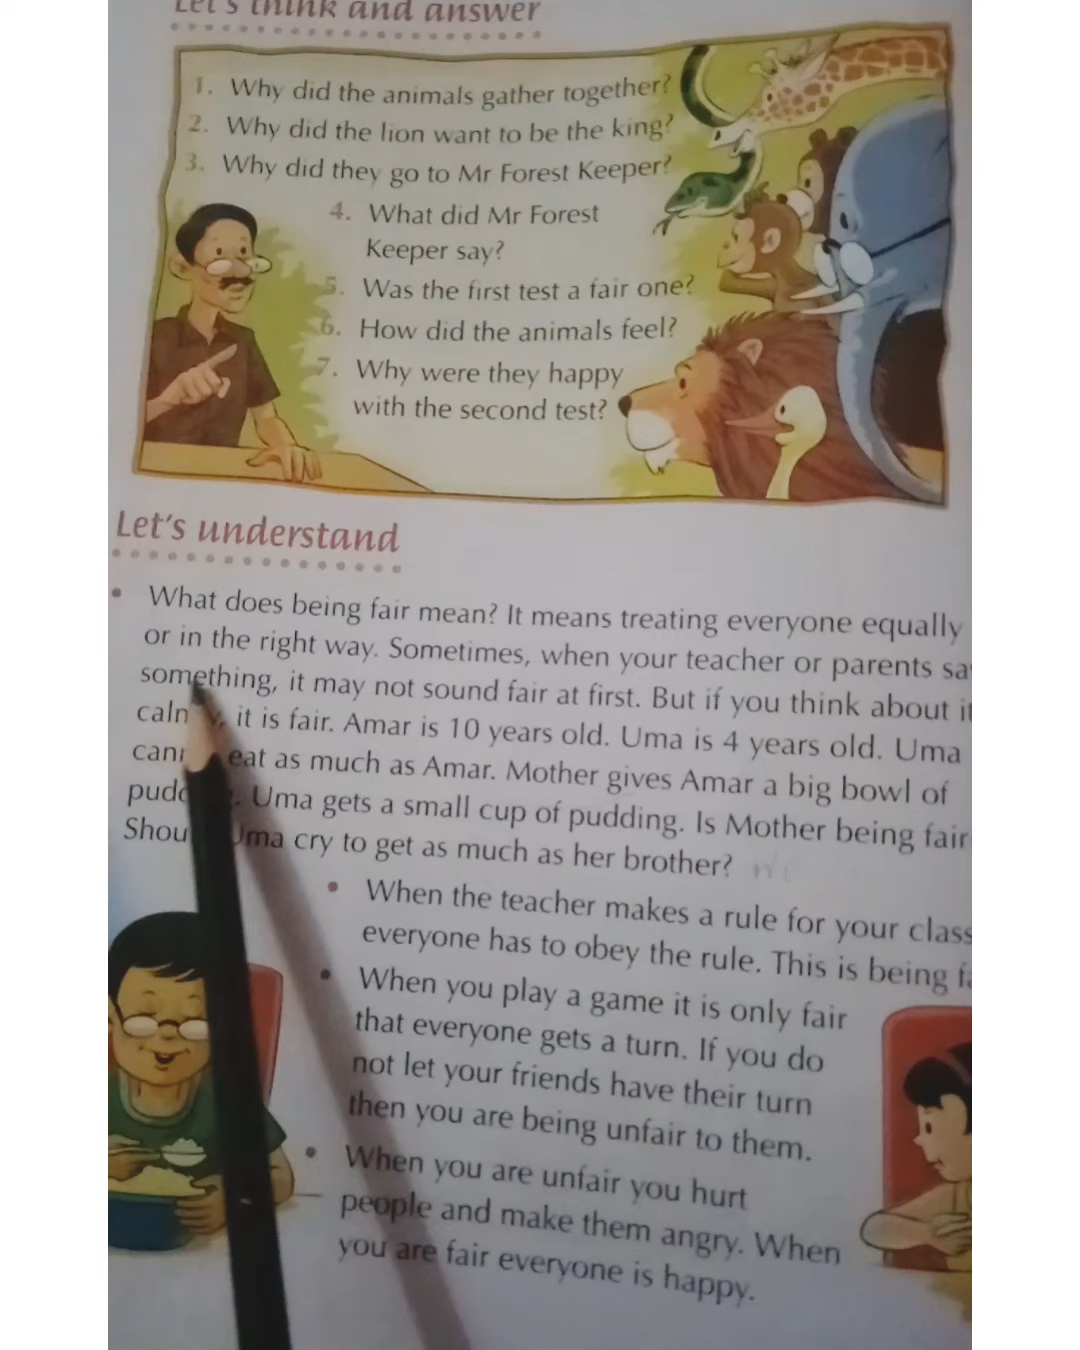 Let's think and answer
1. Why did the animals gather together?
2. Why did the lion want to be the king?
3. Why did they go to Mr Forest Keeper?
4. What did Mr Forest
Keeper say?
5. Was the first test a fair one?
6. How did the animals feel?
7. Why were they happy
with the second test?
Let's understand
• What does being fair mean? It means treating everyone equally
or in the right way. Sometimes, when your teacher or parents
something, it may not sound fair at first. But if you think about
it is fair. Amar is 10 years old. Uma is 4 years old. Uma
eat as much as Amar. Mother gives Amar a big bowl of
Uma gets a small cup of pudding. Is Mother being fair
Uma cry to get as much as her brother?
• When the teacher makes a rule for your class
everyone has to obey the rule. This is being
• When you play a game it is only fair
that everyone gets a turn. If you do
not let your friends have their turn
then you are being unfair to them.
• When you are unfair you hurt
people and make them angry. When
you are fair everyone is happy.